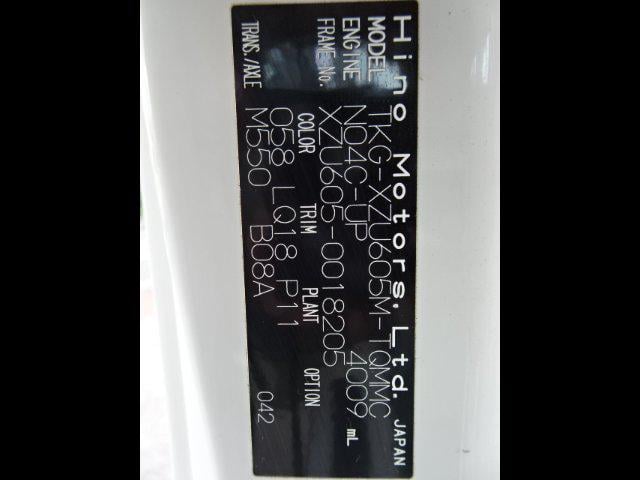 Hino Motors, Ltd. JAPAN
MODEL TKG-XZU605M-TQMMC
ENGINE N04C-UP 4009 mL
FRAME No. XZU605-0018205
COLOR TRIM PLANT OPTION
058 LQ18 P11
TRANS./AXLE M550 B08A 042